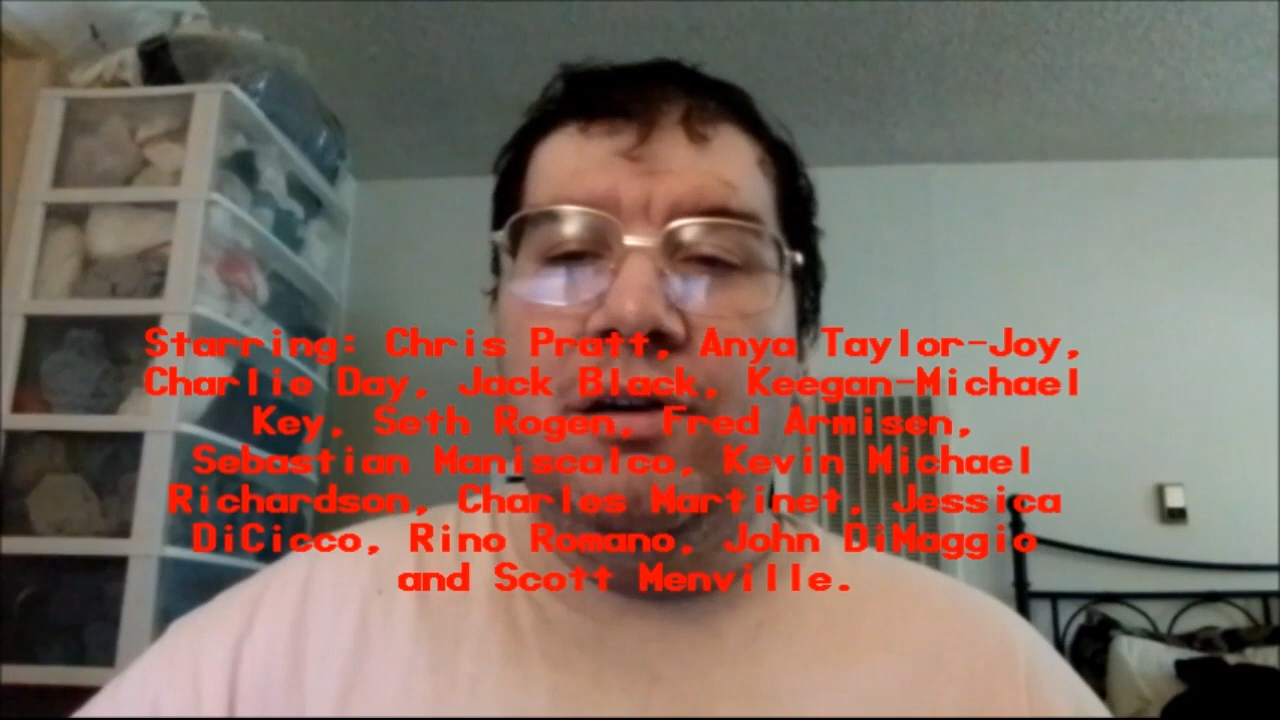 Starring: Chris Pratt, Anya Taylor-Joy,
Charlie Day, Jack Black, Keegan-Michael
Key, Seth Rogen, Fred Armisen,
Sebastian Maniscalco, Kevin Michael
Richardson, Charles Martinet, Jessica
DiCicco, Rino Romano, John DiMaggio
and Scott Menville.